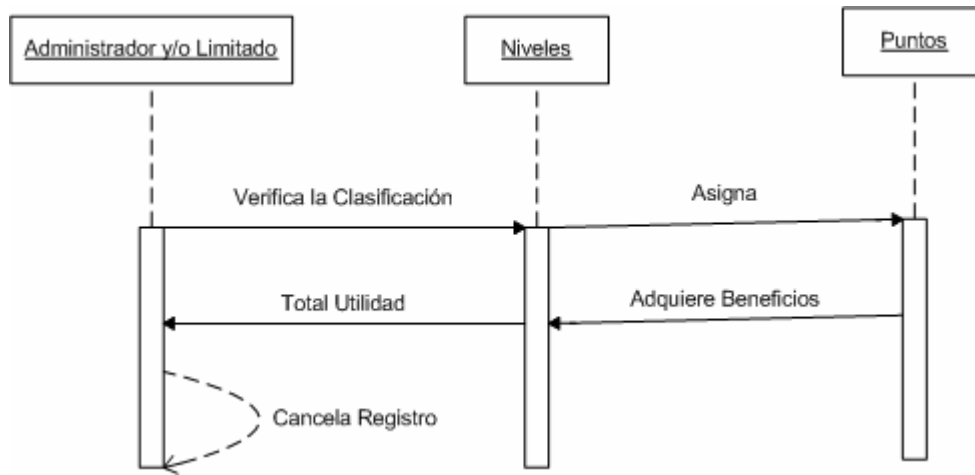 Administrador y/o Limitado
Niveles
Puntos
Verifica la Clasificación
Asigna
Total Utilidad
Adquiere Beneficios
Cancela Registro